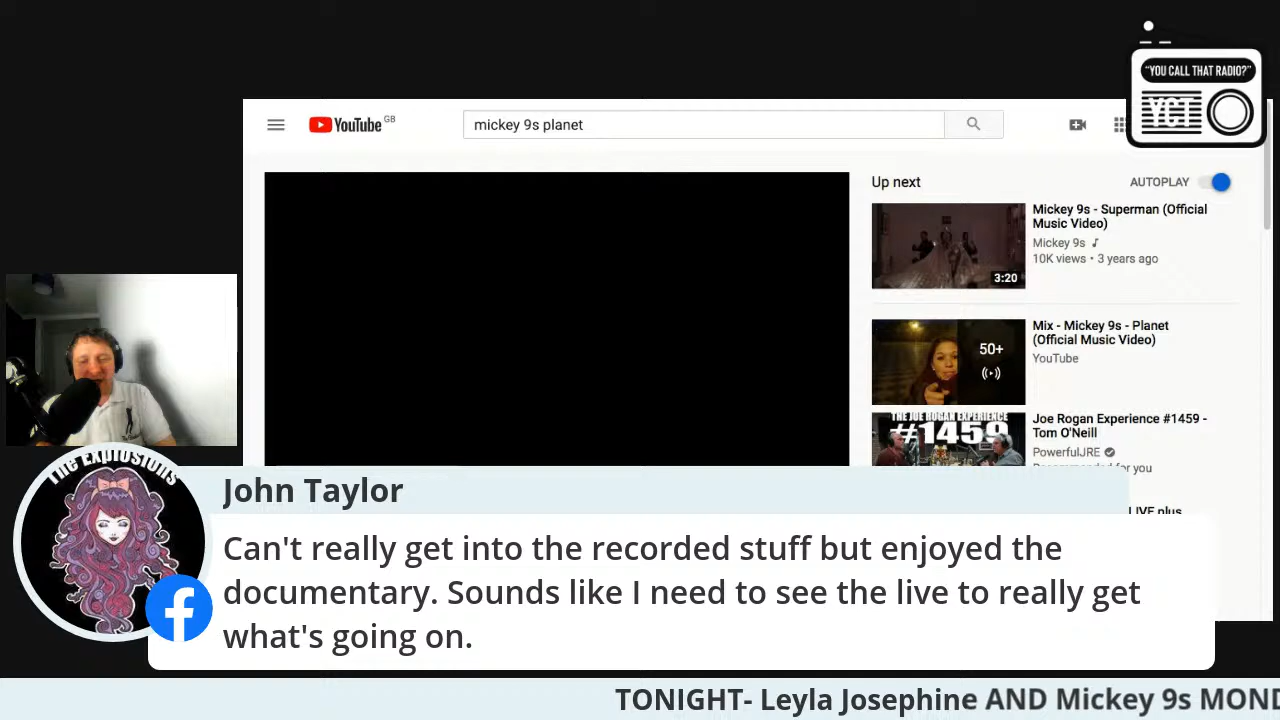 "YOU CALL THAT RADIO?"
YCT
YouTube GB
mickey 9s planet
Up next
AUTOPLAY
Mickey 9s - Superman (Official
Music Video)
Mickey 9s
10K views • 3 years ago
3:20
Mix - Mickey 9s - Planet
(Official Music Video)
YouTube
50+
THE JOE ROGAN EXPERIENCE
#1459
Joe Rogan Experience #1459 -
Tom O'Neill
PowerfulJRE
Recommended for you
LIVE plus
The Explosions
John Taylor
Can't really get into the recorded stuff but enjoyed the
documentary. Sounds like I need to see the live to really get
what's going on.
TONIGHT- Leyla Josephine AND Mickey 9s MOND